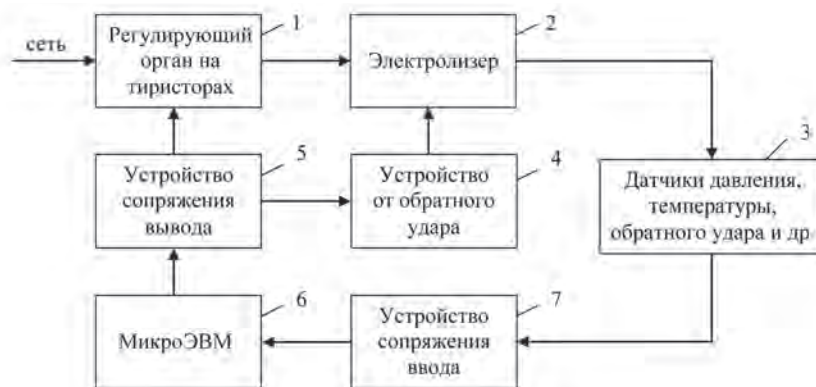 сеть
1
Регулирующий
орган на
тиристорах
2
Электролизер
3
Датчики давления,
температуры,
обратного удара и др
5
Устройство
сопряжения
вывода
4
Устройство
от обратного
удара
6
МикроЭВМ
7
Устройство
сопряжения
ввода